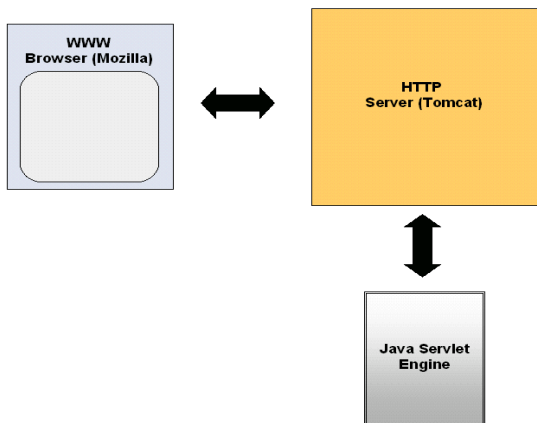 WWW
Browser (Mozilla)
HTTP
Server (Tomcat)
Java Servlet
Engine